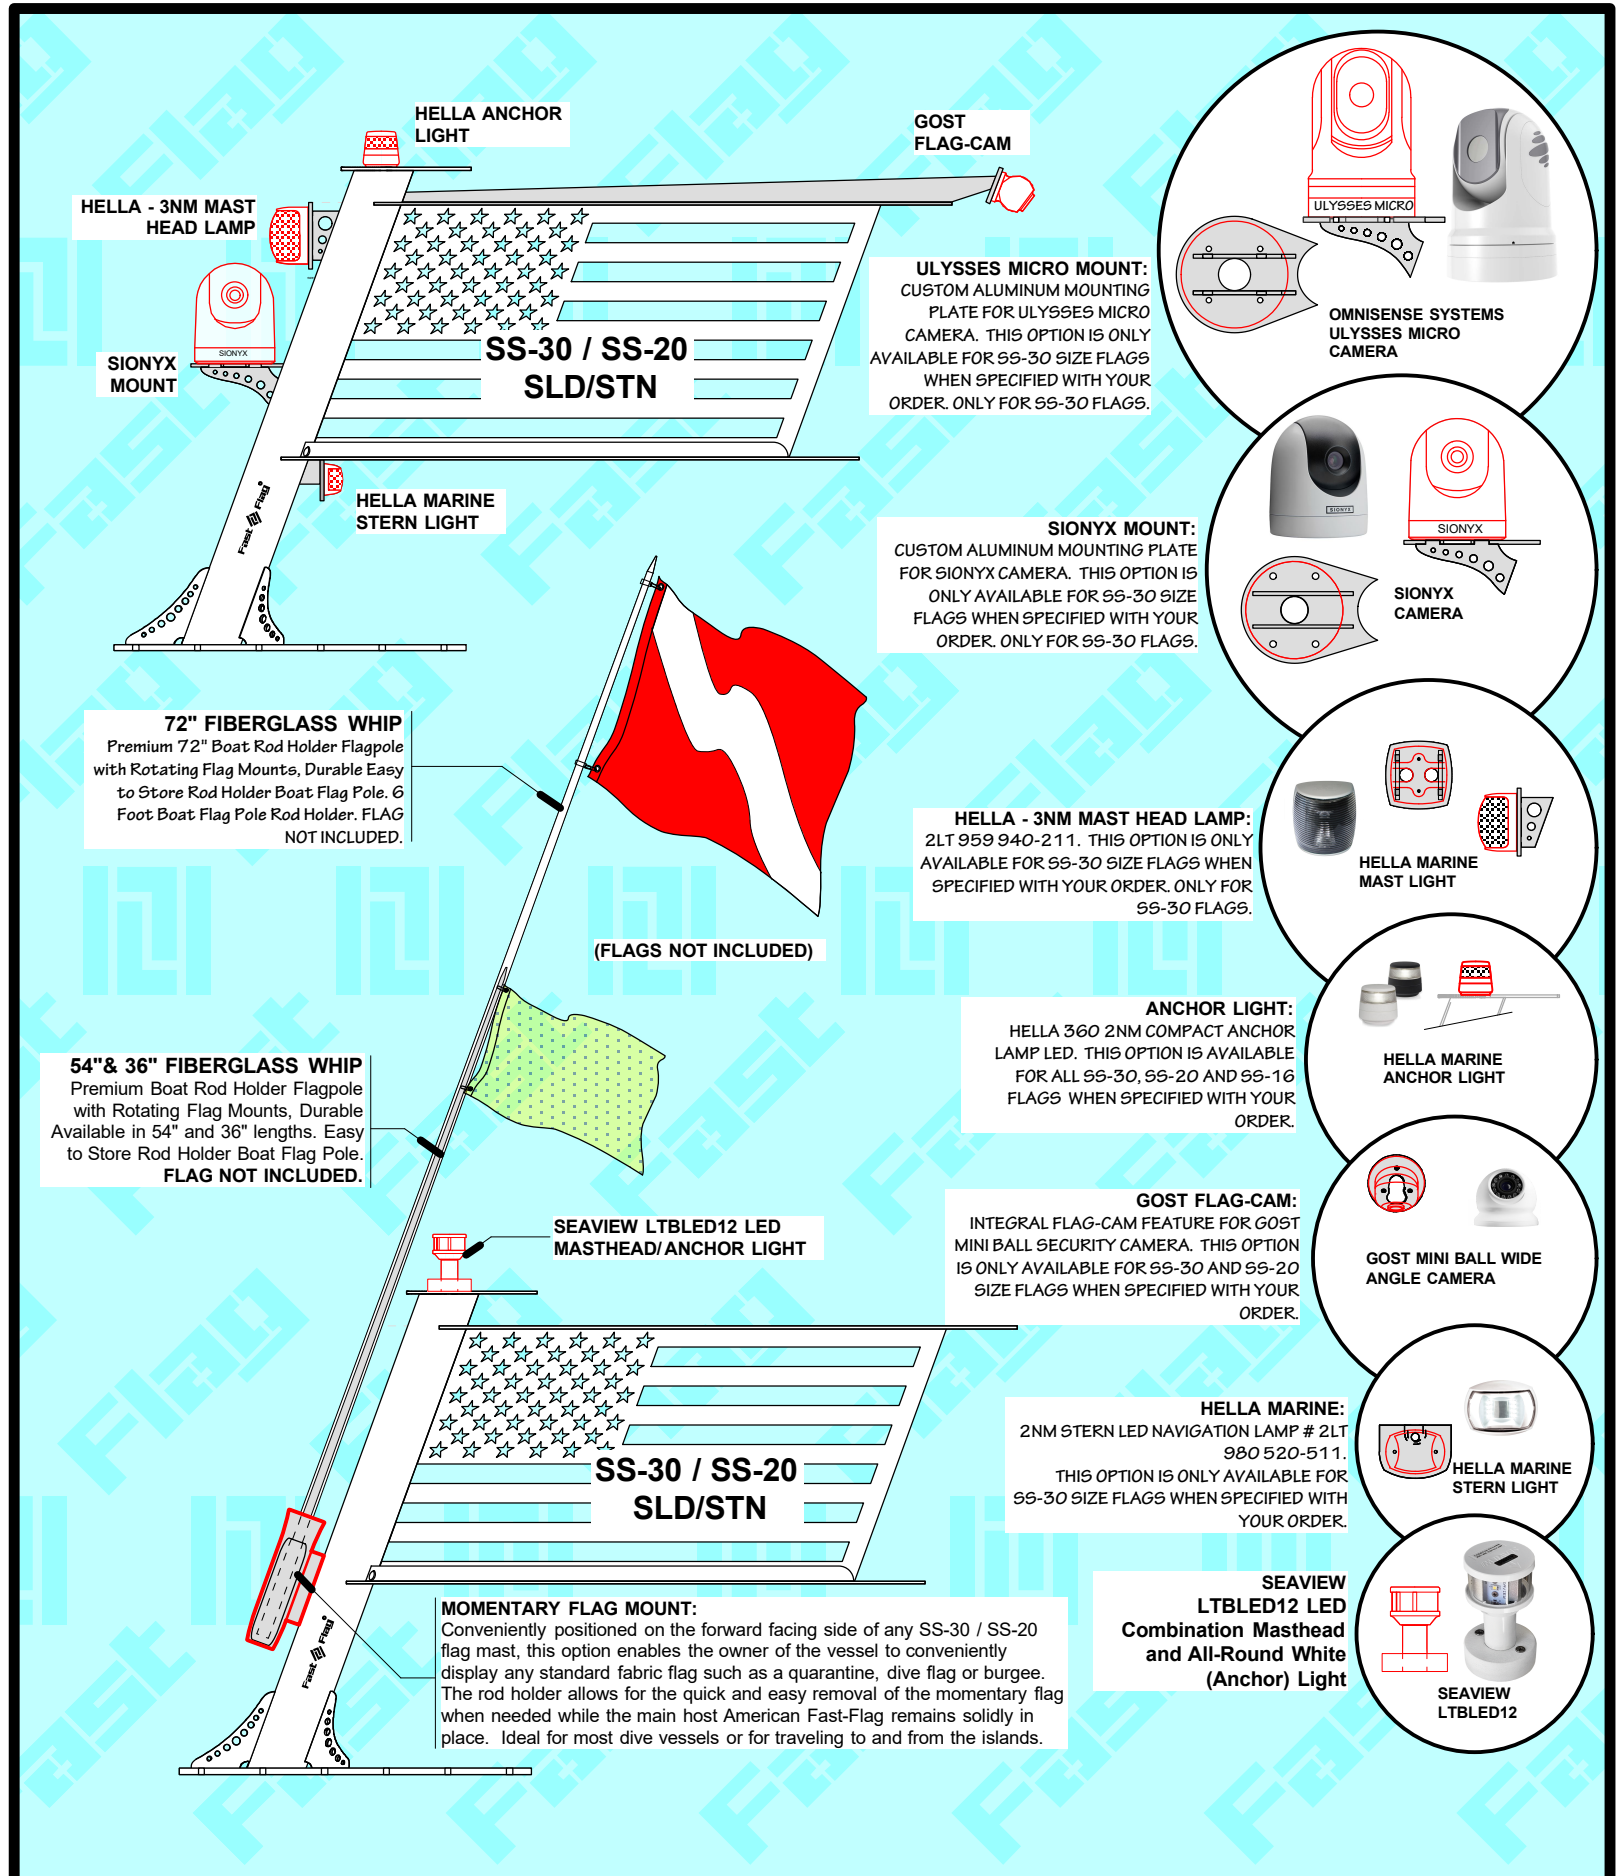 HELLA ANCHOR
LIGHT
GOST
FLAG-CAM
HELLA - 3NM MAST
HEAD LAMP
SIONYX
SIONYX
MOUNT
SS-30 / SS-20
SLD/STN
HELLA MARINE
STERN LIGHT
Fast Flag
ULYSSES MICRO
ULYSSES MICRO MOUNT:
CUSTOM ALUMINUM MOUNTING
PLATE FOR ULYSSES MICRO
CAMERA. THIS OPTION IS ONLY
AVAILABLE FOR SS-30 SIZE FLAGS
WHEN SPECIFIED WITH YOUR
ORDER. ONLY FOR SS-30 FLAGS.
OMNISENSE SYSTEMS
ULYSSES MICRO
CAMERA
SIONYX MOUNT:
CUSTOM ALUMINUM MOUNTING PLATE
FOR SIONYX CAMERA. THIS OPTION IS
ONLY AVAILABLE FOR SS-30 SIZE
FLAGS WHEN SPECIFIED WITH YOUR
ORDER. ONLY FOR SS-30 FLAGS.
SIONYX
SIONYX
SIONYX
CAMERA
72" FIBERGLASS WHIP
Premium 72" Boat Rod Holder Flagpole
with Rotating Flag Mounts, Durable Easy
to Store Rod Holder Boat Flag Pole. 6
Foot Boat Flag Pole Rod Holder. FLAG
NOT INCLUDED.
HELLA - 3NM MAST HEAD LAMP:
2LT 959 940-211. THIS OPTION IS ONLY
AVAILABLE FOR SS-30 SIZE FLAGS WHEN
SPECIFIED WITH YOUR ORDER. ONLY FOR
SS-30 FLAGS.
HELLA MARINE
MAST LIGHT
(FLAGS NOT INCLUDED)
ANCHOR LIGHT:
HELLA 360 2NM COMPACT ANCHOR
LAMP LED. THIS OPTION IS AVAILABLE
FOR ALL SS-30, SS-20 AND SS-16
FLAGS WHEN SPECIFIED WITH YOUR
ORDER.
HELLA MARINE
ANCHOR LIGHT
54"& 36" FIBERGLASS WHIP
Premium Boat Rod Holder Flagpole
with Rotating Flag Mounts, Durable
Available in 54" and 36" lengths. Easy
to Store Rod Holder Boat Flag Pole.
FLAG NOT INCLUDED.
SEAVIEW LTBLED12 LED
MASTHEAD/ANCHOR LIGHT
GOST FLAG-CAM:
INTEGRAL FLAG-CAM FEATURE FOR GOST
MINI BALL SECURITY CAMERA. THIS OPTION
IS ONLY AVAILABLE FOR SS-30 AND SS-20
SIZE FLAGS WHEN SPECIFIED WITH YOUR
ORDER.
GOST MINI BALL WIDE
ANGLE CAMERA
SS-30 / SS-20
SLD/STN
HELLA MARINE:
2NM STERN LED NAVIGATION LAMP # 2LT
980 520-511.
THIS OPTION IS ONLY AVAILABLE FOR
SS-30 SIZE FLAGS WHEN SPECIFIED WITH
YOUR ORDER.
HELLA MARINE
STERN LIGHT
SEAVIEW
LTBLED12 LED
Combination Masthead
and All-Round White
(Anchor) Light
SEAVIEW
LTBLED12
Fast Flag
MOMENTARY FLAG MOUNT:
Conveniently positioned on the forward facing side of any SS-30 / SS-20
flag mast, this option enables the owner of the vessel to conveniently
display any standard fabric flag such as a quarantine, dive flag or burgee.
The rod holder allows for the quick and easy removal of the momentary flag
when needed while the main host American Fast-Flag remains solidly in
place. Ideal for most dive vessels or for traveling to and from the islands.